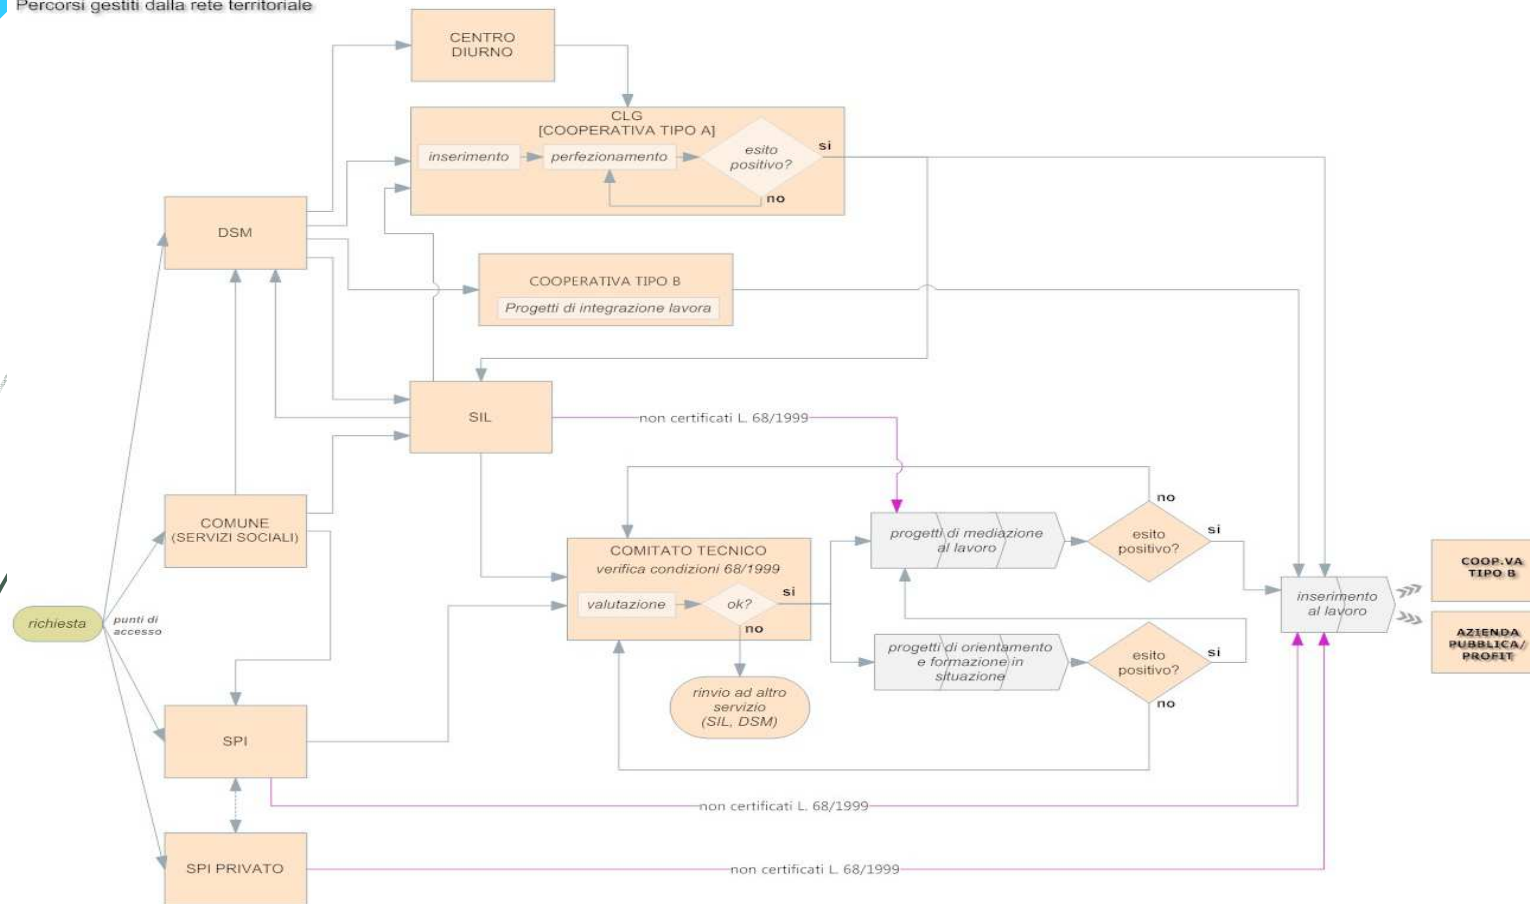 Percorsi gestiti dalla rete territoriale
CENTRO
DIURNO
CLG
[COOPERATIVA TIPO A]
inserimento
perfezionamento
esito
positivo?
si
no
DSM
COOPERATIVA TIPO B
Progetti di integrazione lavora
SIL
non certificati L. 68/1999
COMUNE
(SERVIZI SOCIALI)
COMITATO TECNICO
verifica condizioni 68/1999
valutazione
ok?
si
no
progetti di mediazione
al lavoro
esito
positivo?
no
si
COOP.VA
TIPO B
inserimento
al lavoro
AZIENDA
PUBBLICA/
PROFIT
richiesta
punti di
accesso
progetti di orientamento
e formazione in
situazione
esito
positivo?
si
no
rinvio ad altro
servizio
(SIL, DSM)
SPI
non certificati L. 68/1999
SPI PRIVATO
non certificati L. 68/1999